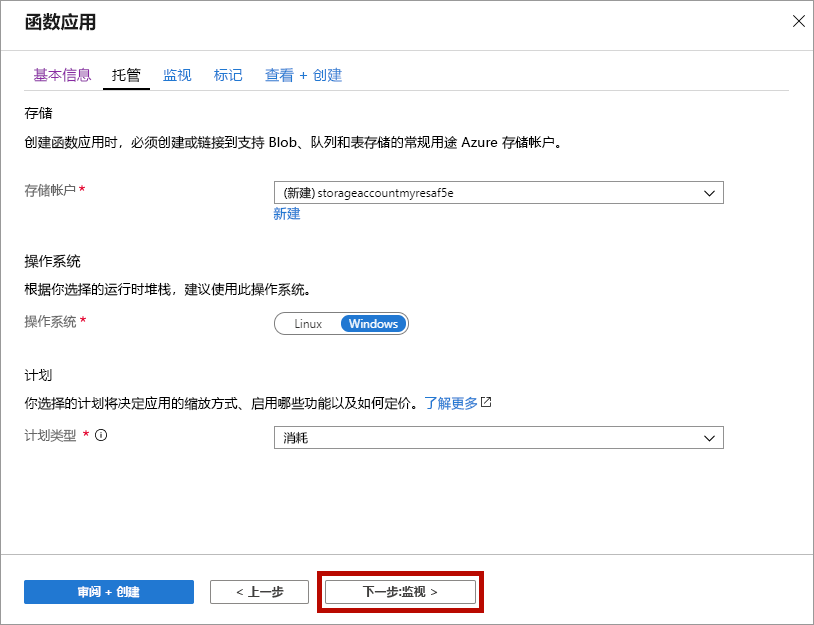 函数应用
基本信息 托管 监视 标记 查看 + 创建
存储
创建函数应用时，必须创建或链接到支持 Blob、队列和表存储的常规用途 Azure 存储帐户。
存储帐户 * (新建) storageaccountmyresaf5e
新建
操作系统
根据你选择的运行时堆栈，建议使用此操作系统。
操作系统 * Linux Windows
计划
你选择的计划将决定应用的缩放方式、启用哪些功能以及如何定价。了解更多
计划类型 * 消耗
审阅 + 创建 < 上一步 下一步:监视 >